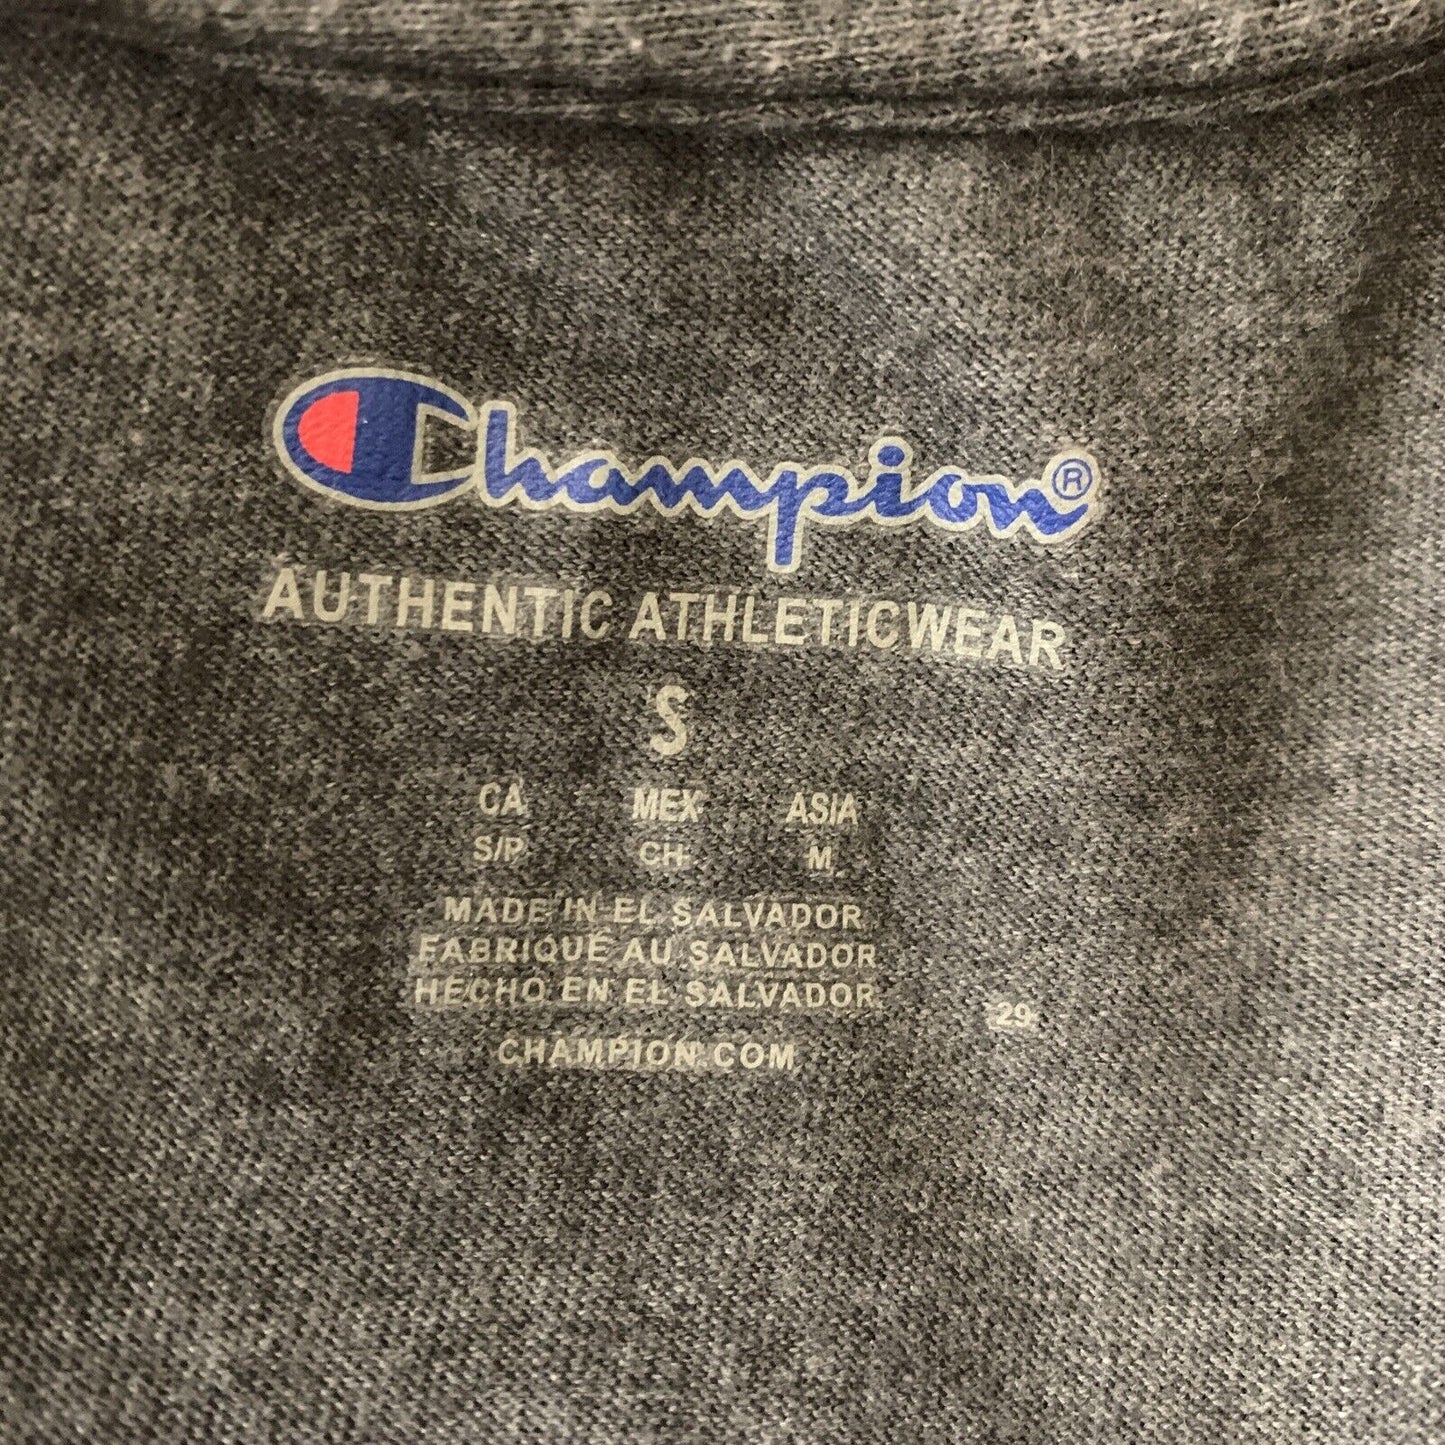 Champion®
AUTHENTIC ATHLETICWEAR
S
CA MEX ASIA
S/P CH M
MADE IN EL SALVADOR
FABRIQUÉ AU SALVADOR
HECHO EN EL SALVADOR
29
CHAMPION.COM